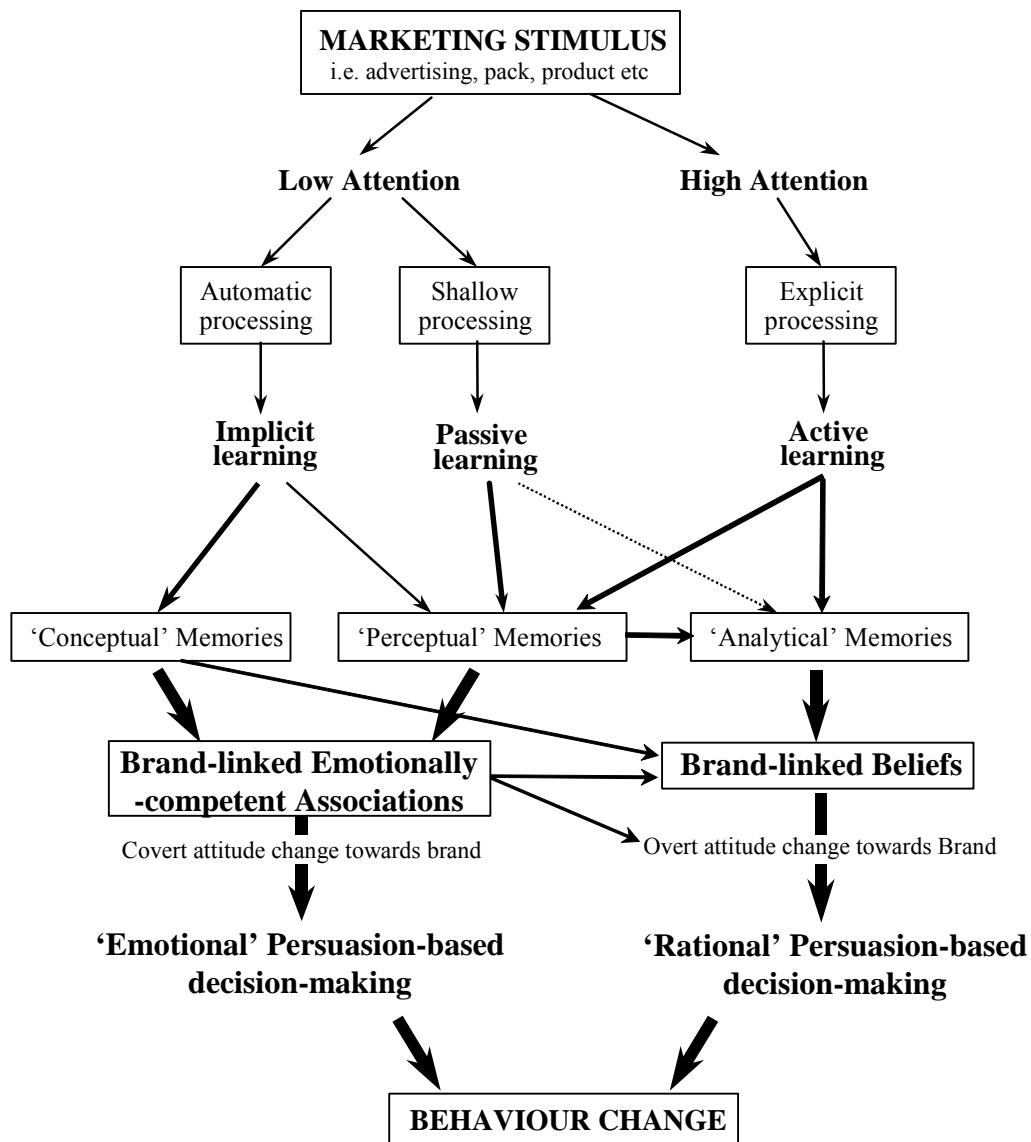 MARKETING STIMULUS
i.e. advertising, pack, product etc
Low Attention
High Attention
Automatic
processing
Shallow
processing
Explicit
processing
Implicit
learning
Passive
learning
Active
learning
‘Conceptual’ Memories
‘Perceptual’ Memories
‘Analytical’ Memories
Brand-linked Emotionally
-competent Associations
Brand-linked Beliefs
Covert attitude change towards brand
Overt attitude change towards Brand
‘Emotional’ Persuasion-based
decision-making
‘Rational’ Persuasion-based
decision-making
BEHAVIOUR CHANGE